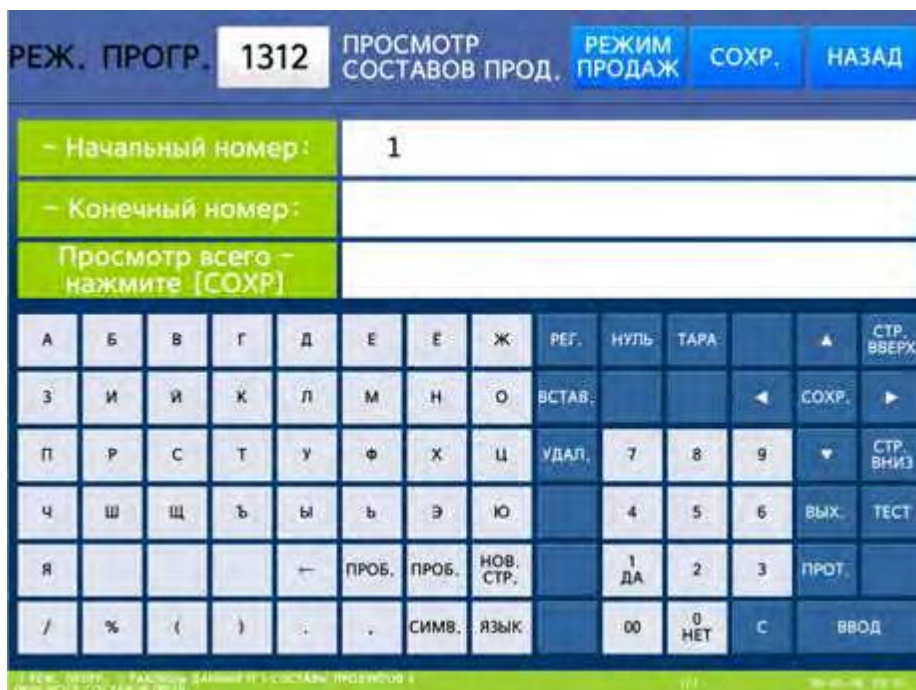 РЕЖ. ПРОГР. 1312 ПРОСМОТР СОСТАВОВ ПРОД. РЕЖИМ ПРОДАЖ СОХР. НАЗАД
- Начальный номер: 1
- Конечный номер:
Просмотр всего -
нажмите [СОХР]
А Б В Г Д Е Ё Ж РЕГ. НУЛЬ ТАРА ▲ СТР. ВВЕРХ
З И Й К Л М Н О ВСТАВ. ◀ СОХР. ▶
П Р С Т У Ф Х Ц УДАЛ. 7 8 9 ▼ СТР. ВНИЗ
Ч Ш Щ Ъ Ы Ь Э Ю 4 5 6 ВЫХ. ТЕСТ
Я ← ПРОБ. ПРОБ. НОВ. СТР. 1 ДА 2 3 ПРОТ.
/ % ( ) . . СИМВ. ЯЗЫК 00 0 НЕТ C ВВОД